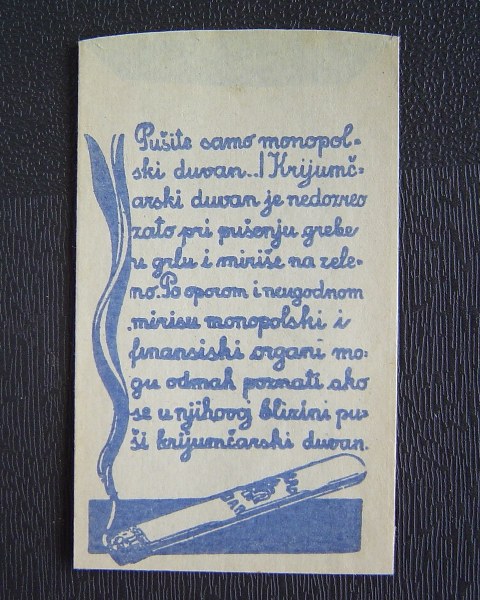 Pušite samo monopol-
ski duvan..! Krijumč-
arski duvan je nedozreo
zato pri pušenju grebe
u grlu i miriše na zele-
no. Po oporom i neugodnom
mirisu monopolski i
finansiski organi mo-
gu odmah poznati ako
se u njihovoj blizini pu-
ši krijumčarski duvan.